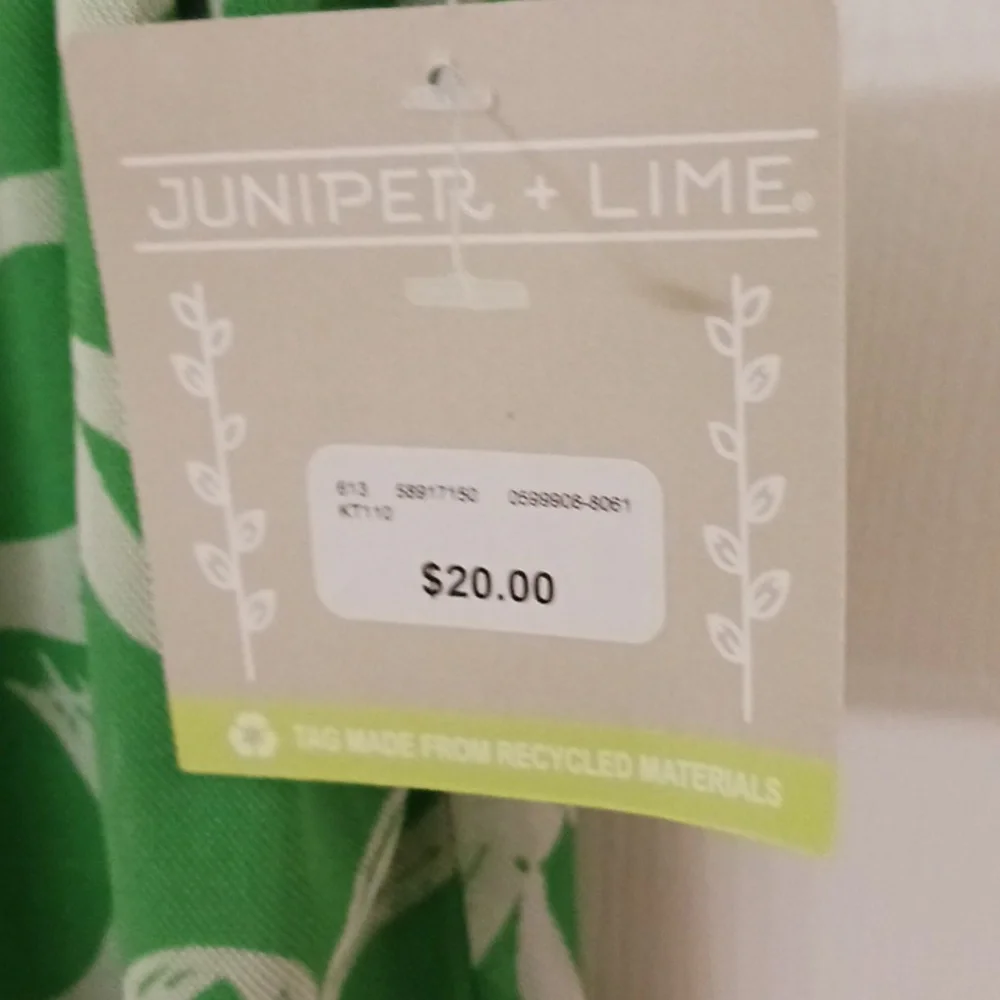 JUNIPER + LIME®
613 58917150 0599908-8061
KT110
$20.00
TAG MADE FROM RECYCLED MATERIALS